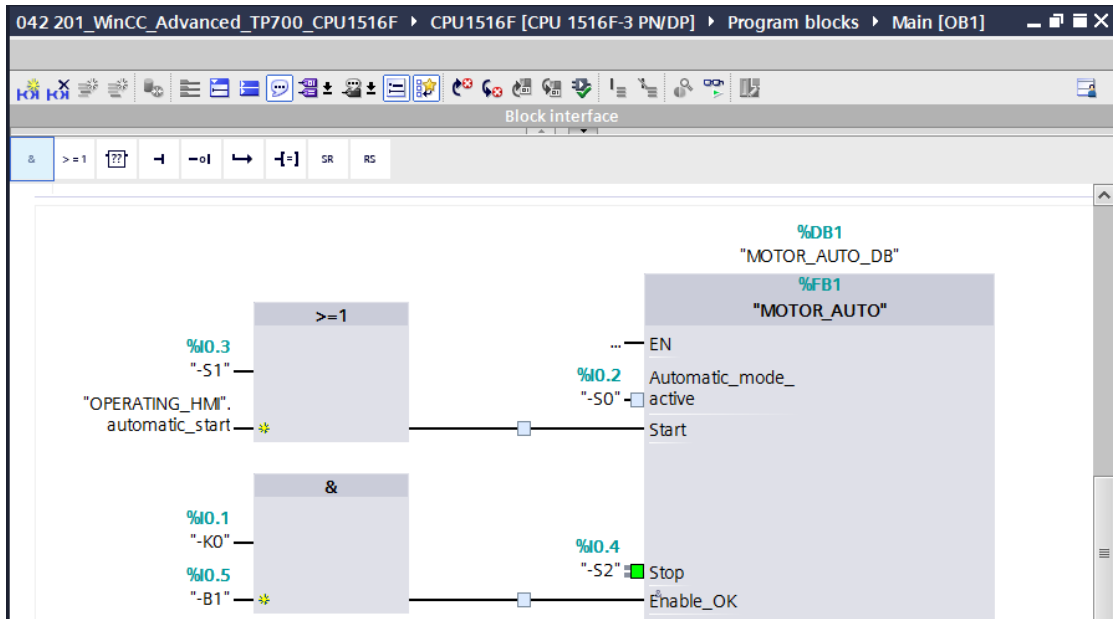 042 201_WinCC_Advanced_TP700_CPU1516F ▸ CPU1516F [CPU 1516F-3 PN/DP] ▸ Program blocks ▸ Main [OB1]
Block interface
& >=1 ?? SR RS
%DB1
"MOTOR_AUTO_DB"
%FB1
"MOTOR_AUTO"
>=1
%I0.3
"-S1"
"OPERATING_HMI".
automatic_start
... EN
%I0.2
"-S0"
Automatic_mode_
active
Start
&
%I0.1
"-K0"
%I0.5
"-B1"
%I0.4
"-S2"
Stop
Enable_OK